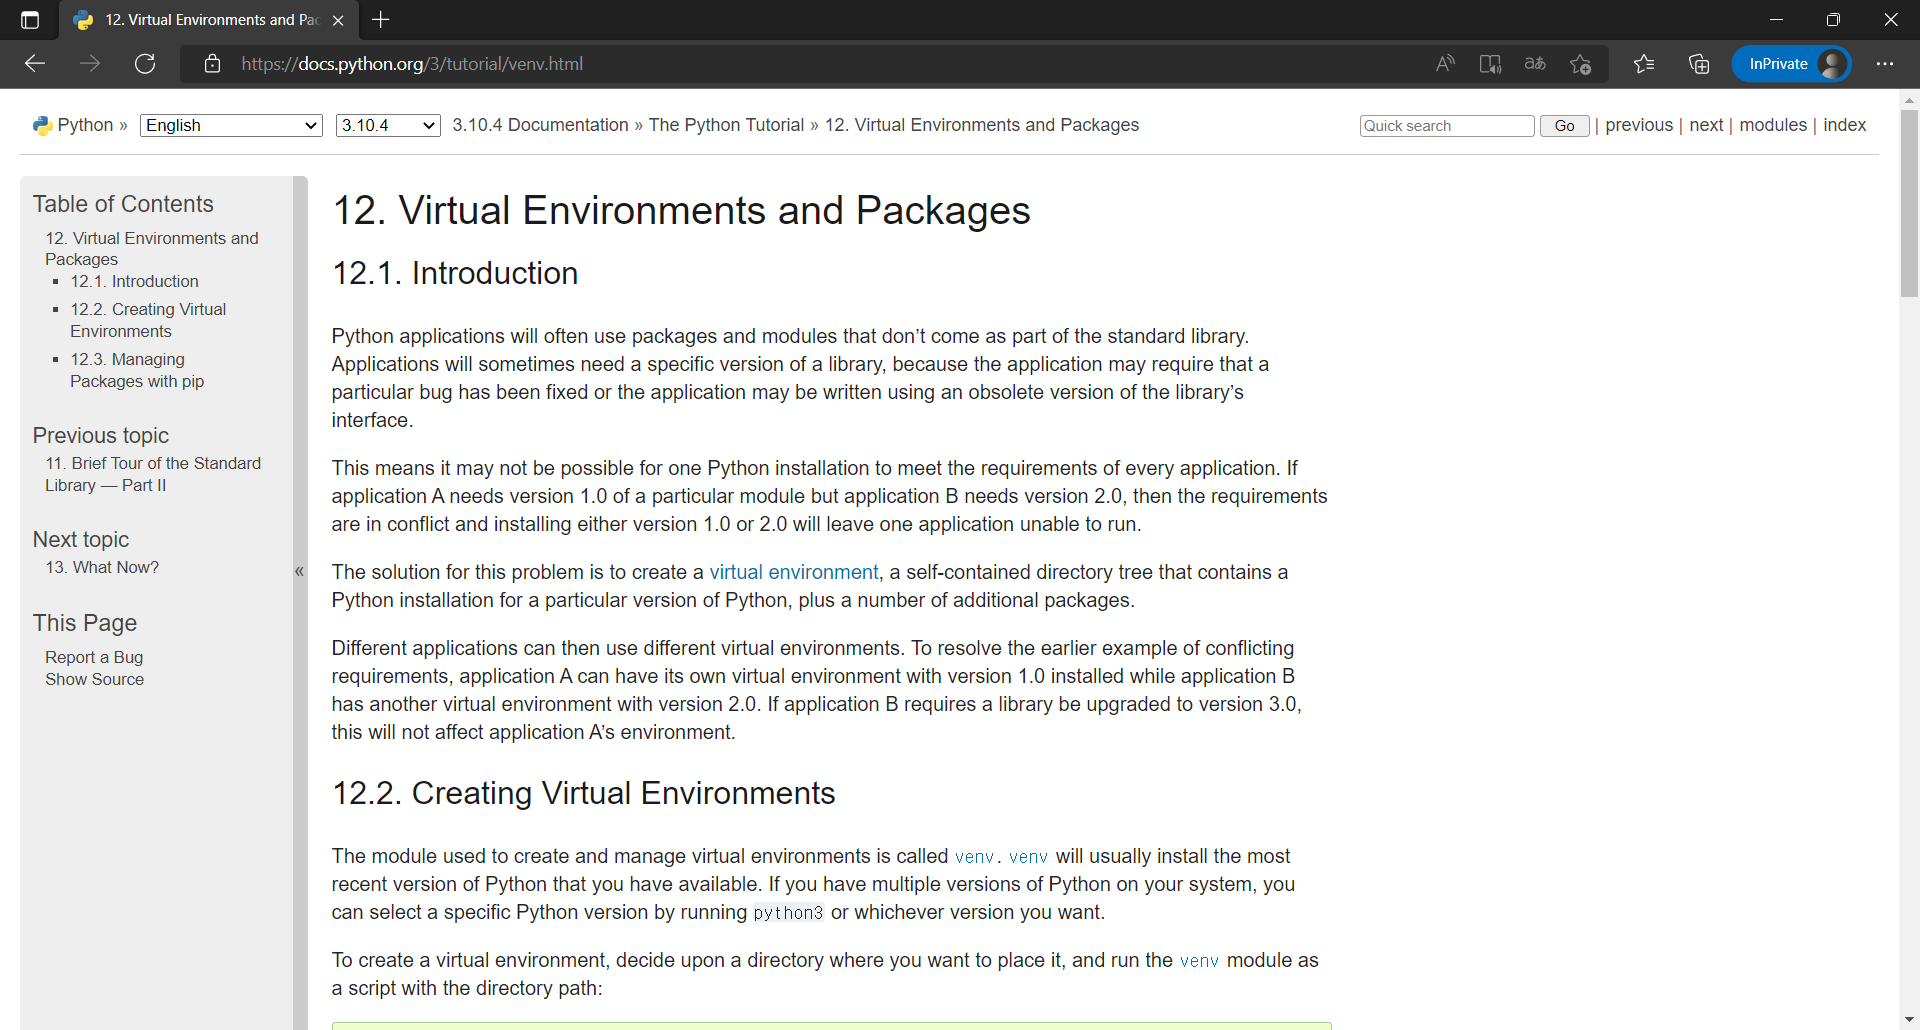 12. Virtual Environments and Pac
https://docs.python.org/3/tutorial/venv.html
InPrivate
Python » English 3.10.4 3.10.4 Documentation » The Python Tutorial » 12. Virtual Environments and Packages
Quick search Go | previous | next | modules | index
Table of Contents
12. Virtual Environments and
Packages
12.1. Introduction
12.2. Creating Virtual
Environments
12.3. Managing
Packages with pip
Previous topic
11. Brief Tour of the Standard
Library — Part II
Next topic
13. What Now?
This Page
Report a Bug
Show Source
«
12. Virtual Environments and Packages
12.1. Introduction
Python applications will often use packages and modules that don’t come as part of the standard library.
Applications will sometimes need a specific version of a library, because the application may require that a
particular bug has been fixed or the application may be written using an obsolete version of the library’s
interface.
This means it may not be possible for one Python installation to meet the requirements of every application. If
application A needs version 1.0 of a particular module but application B needs version 2.0, then the requirements
are in conflict and installing either version 1.0 or 2.0 will leave one application unable to run.
The solution for this problem is to create a virtual environment, a self-contained directory tree that contains a
Python installation for a particular version of Python, plus a number of additional packages.
Different applications can then use different virtual environments. To resolve the earlier example of conflicting
requirements, application A can have its own virtual environment with version 1.0 installed while application B
has another virtual environment with version 2.0. If application B requires a library be upgraded to version 3.0,
this will not affect application A’s environment.
12.2. Creating Virtual Environments
The module used to create and manage virtual environments is called venv. venv will usually install the most
recent version of Python that you have available. If you have multiple versions of Python on your system, you
can select a specific Python version by running python3 or whichever version you want.
To create a virtual environment, decide upon a directory where you want to place it, and run the venv module as
a script with the directory path: